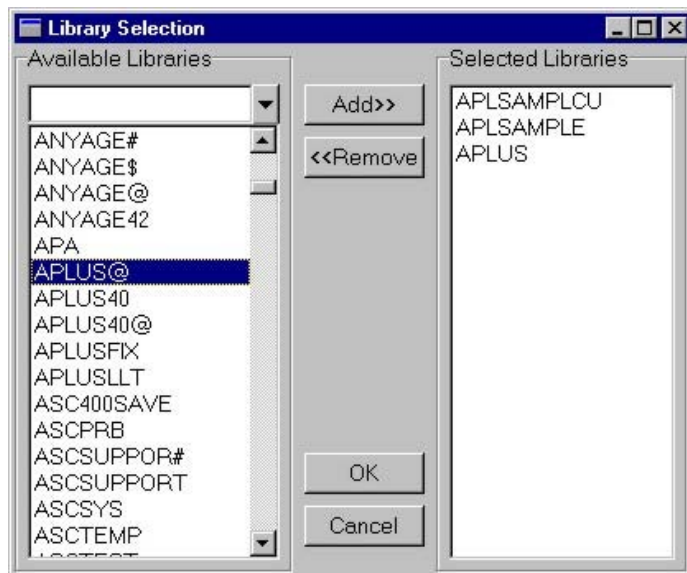 Library Selection
Available Libraries
ANYAGE#
ANYAGE$
ANYAGE@
ANYAGE42
APA
APLUS@
APLUS40
APLUS40@
APLUSFIX
APLUSLLT
ASC400SAVE
ASCPRB
ASCSUPPOR#
ASCSUPPORT
ASCSYS
ASCTEMP
Add>>
<<Remove
OK
Cancel
Selected Libraries
APLSAMPLCU
APLSAMPLE
APLUS